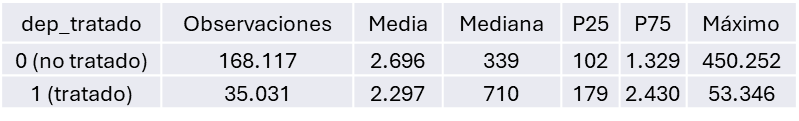 dep_tratado Observaciones Media Mediana P25 P75 Máximo
0 (no tratado) 168.117 2.696 339 102 1.329 450.252
1 (tratado) 35.031 2.297 710 179 2.430 53.346